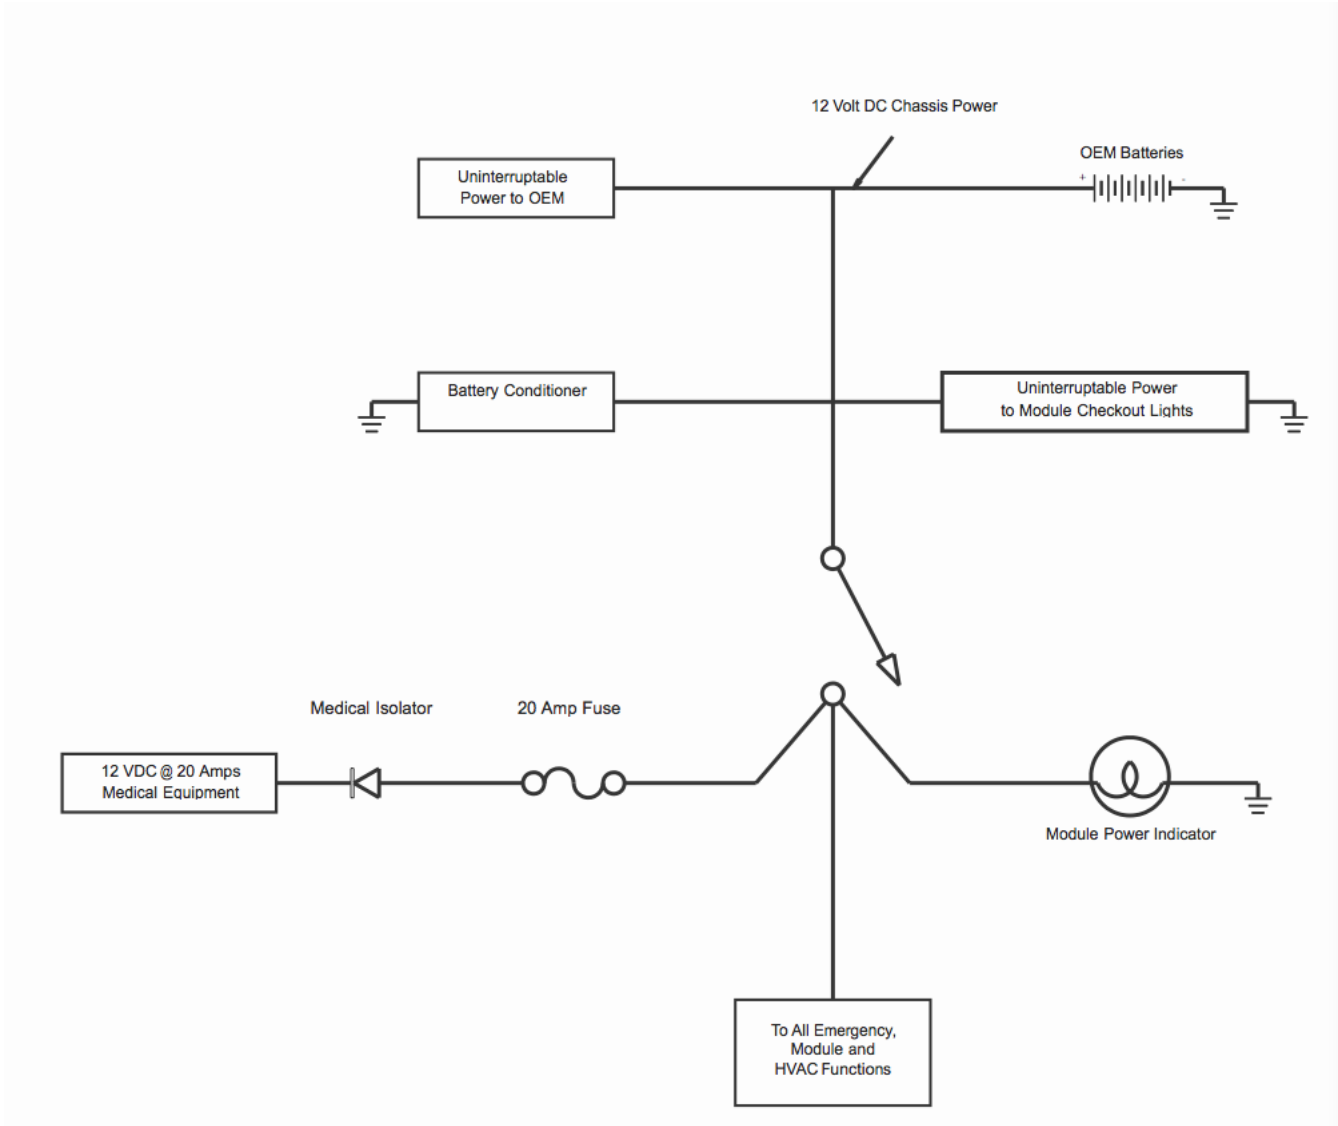 12 Volt DC Chassis Power
OEM Batteries
+ -
Uninterruptable
Power to OEM
Battery Conditioner
Uninterruptable Power
to Module Checkout Lights
Medical Isolator
20 Amp Fuse
12 VDC @ 20 Amps
Medical Equipment
Module Power Indicator
To All Emergency,
Module and
HVAC Functions